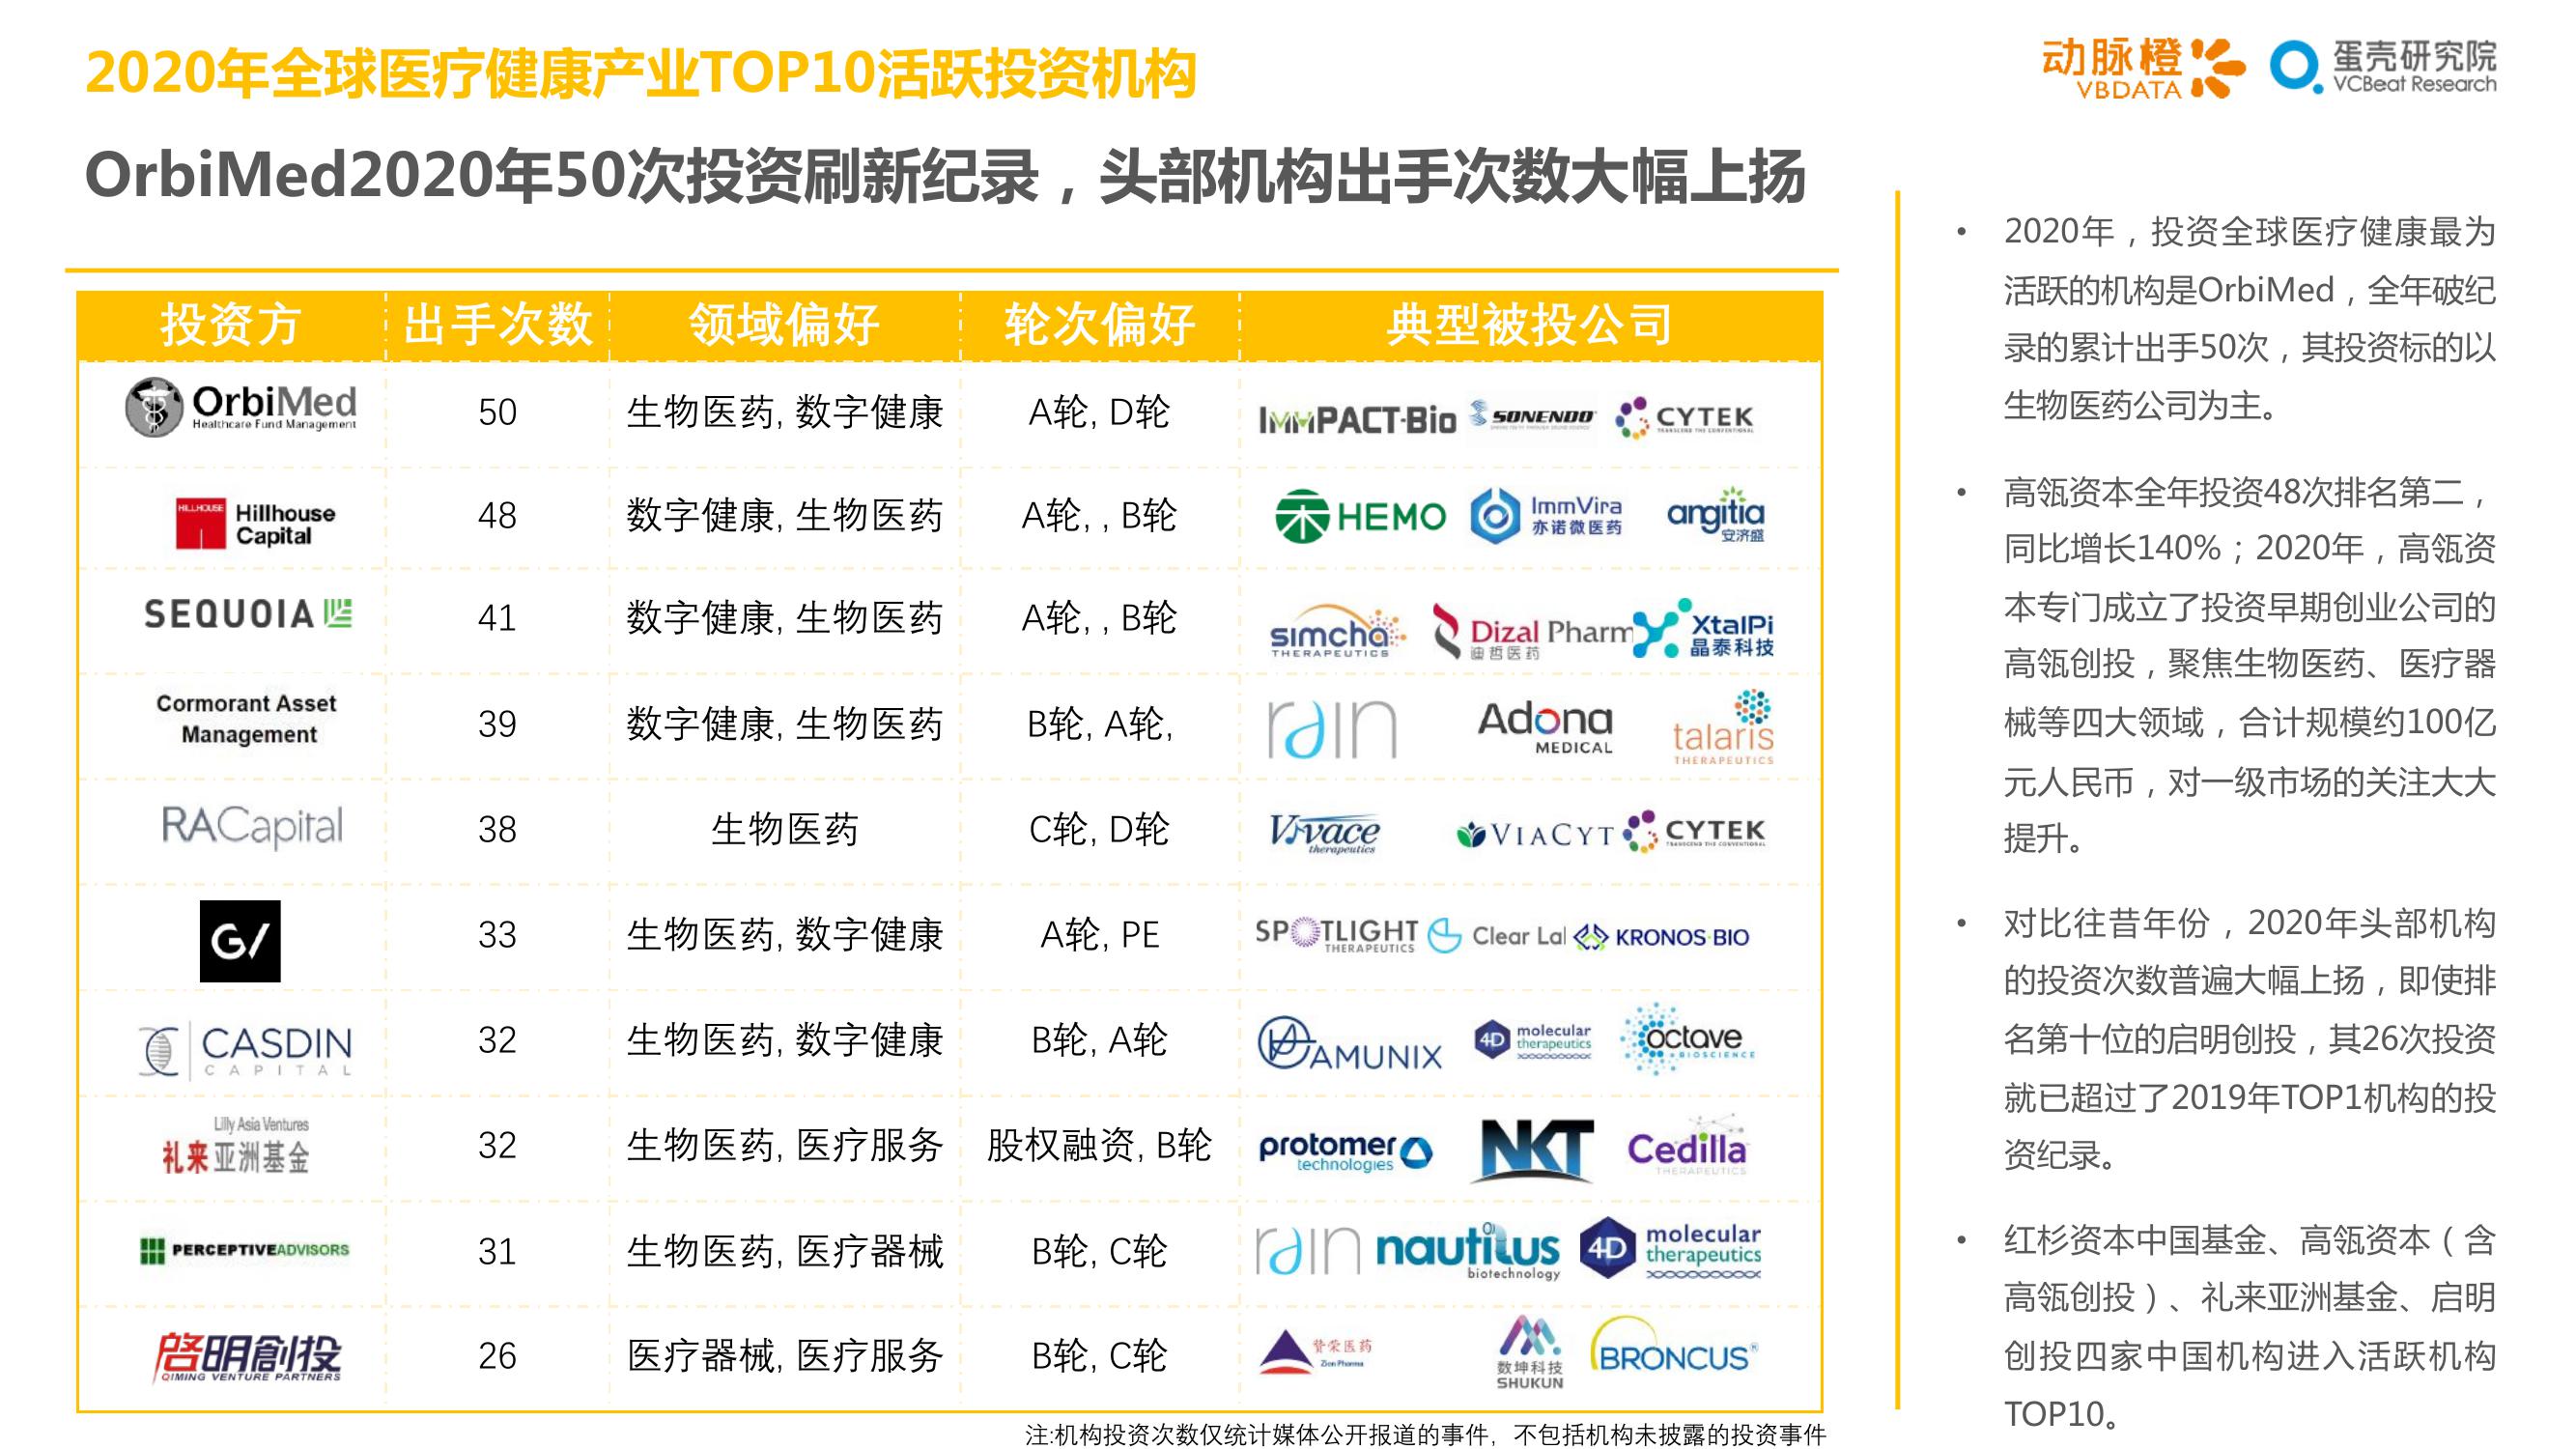 2020年全球医疗健康产业TOP10活跃投资机构
动脉橙
VBDATA
蛋壳研究院
VCBeat Research
OrbiMed2020年50次投资刷新纪录，头部机构出手次数大幅上扬
投资方 出手次数 领域偏好 轮次偏好 典型被投公司
OrbiMed
Healthcare Fund Management
50 生物医药, 数字健康 A轮, D轮
ImmPACT-Bio SONENDO CYTEK
HILLHOUSE
Hillhouse
Capital
48 数字健康, 生物医药 A轮, , B轮
HEMO ImmVira
亦诺微医药
angitia
安济盛
SEQUOIA 41 数字健康, 生物医药 A轮, , B轮
simcha
THERAPEUTICS
Dizal Pharm
迪哲医药
XtalPi
晶泰科技
Cormorant Asset
Management
39 数字健康, 生物医药 B轮, A轮,
rain Adona
MEDICAL
talaris
THERAPEUTICS
RACapital 38 生物医药 C轮, D轮
Vivace
therapeutics
VIACYT CYTEK
TRANSCEND THE CONVENTIONAL
G/ 33 生物医药, 数字健康 A轮, PE
SPOTLIGHT
THERAPEUTICS
Clear Lal KRONOS BIO
CASDIN
CAPITAL
32 生物医药, 数字健康 B轮, A轮
AMUNIX 4D molecular
therapeutics
octave
BIOSCIENCE
Lilly Asia Ventures
礼来亚洲基金
32 生物医药, 医疗服务 股权融资, B轮
protomer
technologies
NKT Cedilla
THERAPEUTICS
PERCEPTIVEADVISORS 31 生物医药, 医疗器械 B轮, C轮
rain nautilus
biotechnology
4D molecular
therapeutics
啓明創投
QIMING VENTURE PARTNERS
26 医疗器械, 医疗服务 B轮, C轮
赞荣医药
Zion Pharma
数坤科技
SHUKUN
BRONCUS®
注:机构投资次数仅统计媒体公开报道的事件, 不包括机构未披露的投资事件
• 2020年，投资全球医疗健康最为
活跃的机构是OrbiMed，全年破纪
录的累计出手50次，其投资标的以
生物医药公司为主。
• 高瓴资本全年投资48次排名第二，
同比增长140%；2020年，高瓴资
本专门成立了投资早期创业公司的
高瓴创投，聚焦生物医药、医疗器
械等四大领域，合计规模约100亿
元人民币，对一级市场的关注大大
提升。
• 对比往昔年份，2020年头部机构
的投资次数普遍大幅上扬，即使排
名第十位的启明创投，其26次投资
就已超过了2019年TOP1机构的投
资纪录。
• 红杉资本中国基金、高瓴资本（含
高瓴创投）、礼来亚洲基金、启明
创投四家中国机构进入活跃机构
TOP10。